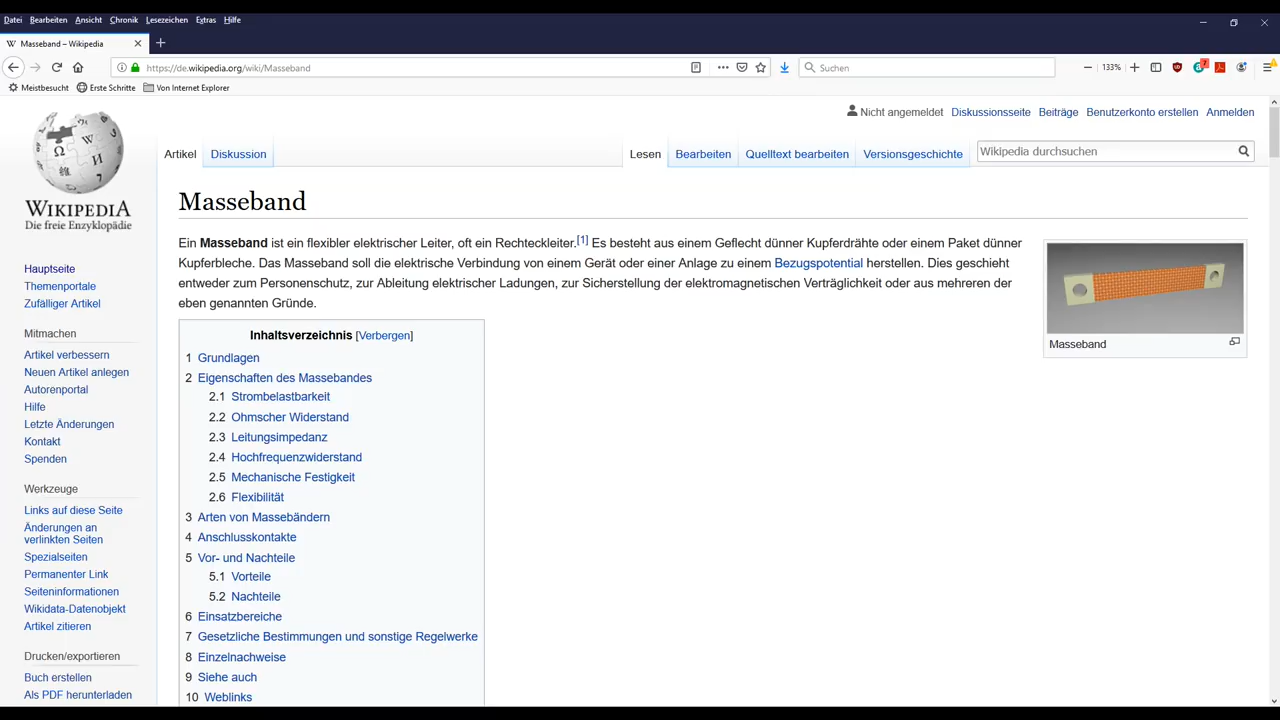 Datei Bearbeiten Ansicht Chronik Lesezeichen Extras Hilfe
Masseband – Wikipedia
https://de.wikipedia.org/wiki/Masseband
Suchen
133%
7
Meistbesucht Erste Schritte Von Internet Explorer
Nicht angemeldet Diskussionsseite Beiträge Benutzerkonto erstellen Anmelden
Artikel Diskussion Lesen Bearbeiten Quelltext bearbeiten Versionsgeschichte Wikipedia durchsuchen
WIKIPEDIA
Die freie Enzyklopädie
Hauptseite
Themenportale
Zufälliger Artikel
Mitmachen
Artikel verbessern
Neuen Artikel anlegen
Autorenportal
Hilfe
Letzte Änderungen
Kontakt
Spenden
Werkzeuge
Links auf diese Seite
Änderungen an
verlinkten Seiten
Spezialseiten
Permanenter Link
Seiteninformationen
Wikidata-Datenobjekt
Artikel zitieren
Drucken/exportieren
Buch erstellen
Als PDF herunterladen
Masseband
Ein Masseband ist ein flexibler elektrischer Leiter, oft ein Rechteckleiter.[1] Es besteht aus einem Geflecht dünner Kupferdrähte oder einem Paket dünner
Kupferbleche. Das Masseband soll die elektrische Verbindung von einem Gerät oder einer Anlage zu einem Bezugspotential herstellen. Dies geschieht
entweder zum Personenschutz, zur Ableitung elektrischer Ladungen, zur Sicherstellung der elektromagnetischen Verträglichkeit oder aus mehreren der
eben genannten Gründe.
Masseband
Inhaltsverzeichnis [Verbergen]
1 Grundlagen
2 Eigenschaften des Massebandes
2.1 Strombelastbarkeit
2.2 Ohmscher Widerstand
2.3 Leitungsimpedanz
2.4 Hochfrequenzwiderstand
2.5 Mechanische Festigkeit
2.6 Flexibilität
3 Arten von Massebändern
4 Anschlusskontakte
5 Vor- und Nachteile
5.1 Vorteile
5.2 Nachteile
6 Einsatzbereiche
7 Gesetzliche Bestimmungen und sonstige Regelwerke
8 Einzelnachweise
9 Siehe auch
10 Weblinks